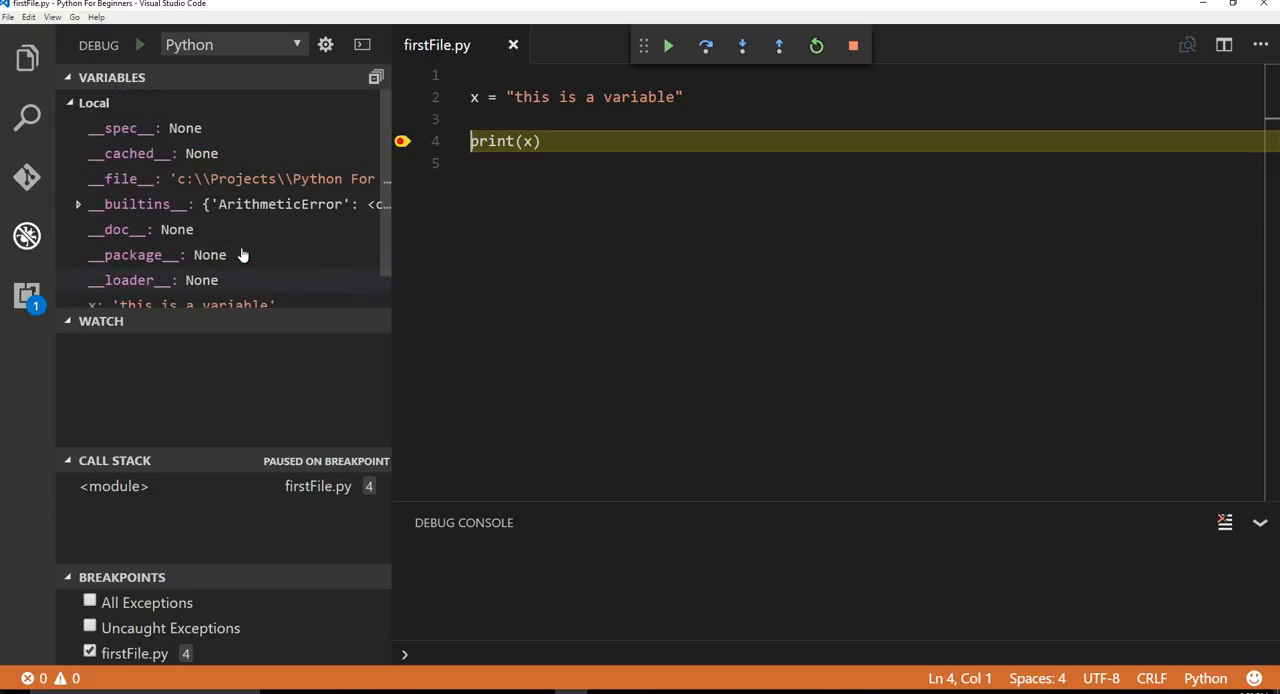 firstFile.py - Python For Beginners - Visual Studio Code
File Edit View Go Help
DEBUG Python
firstFile.py
VARIABLES
Local
__spec__: None
__cached__: None
__file__: 'c:\\Projects\\Python For ...
__builtins__: {'ArithmeticError': <c...
__doc__: None
__package__: None
__loader__: None
x: 'this is a variable'
WATCH
CALL STACK PAUSED ON BREAKPOINT
<module> firstFile.py 4
BREAKPOINTS
All Exceptions
Uncaught Exceptions
firstFile.py 4
1
1
2 x = "this is a variable"
3
4 print(x)
5
DEBUG CONSOLE
0 0
Ln 4, Col 1 Spaces: 4 UTF-8 CRLF Python